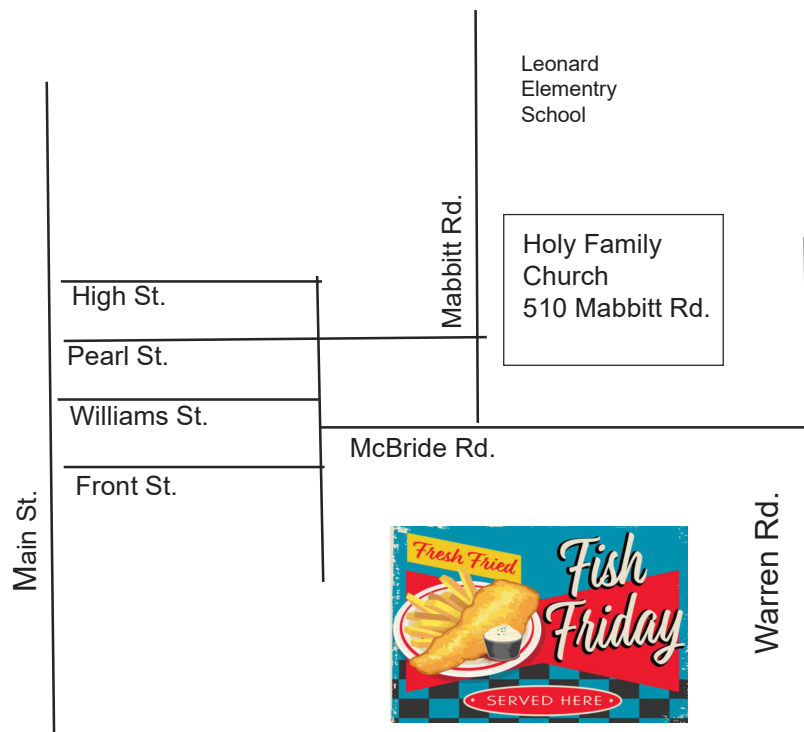 Leonard
Elementry
School
Mabbitt Rd.
Holy Family
Church
510 Mabbitt Rd.
High St.
Pearl St.
Williams St.
McBride Rd.
Front St.
Main St.
Warren Rd.
Fresh Fried
Fish
Friday
SERVED HERE